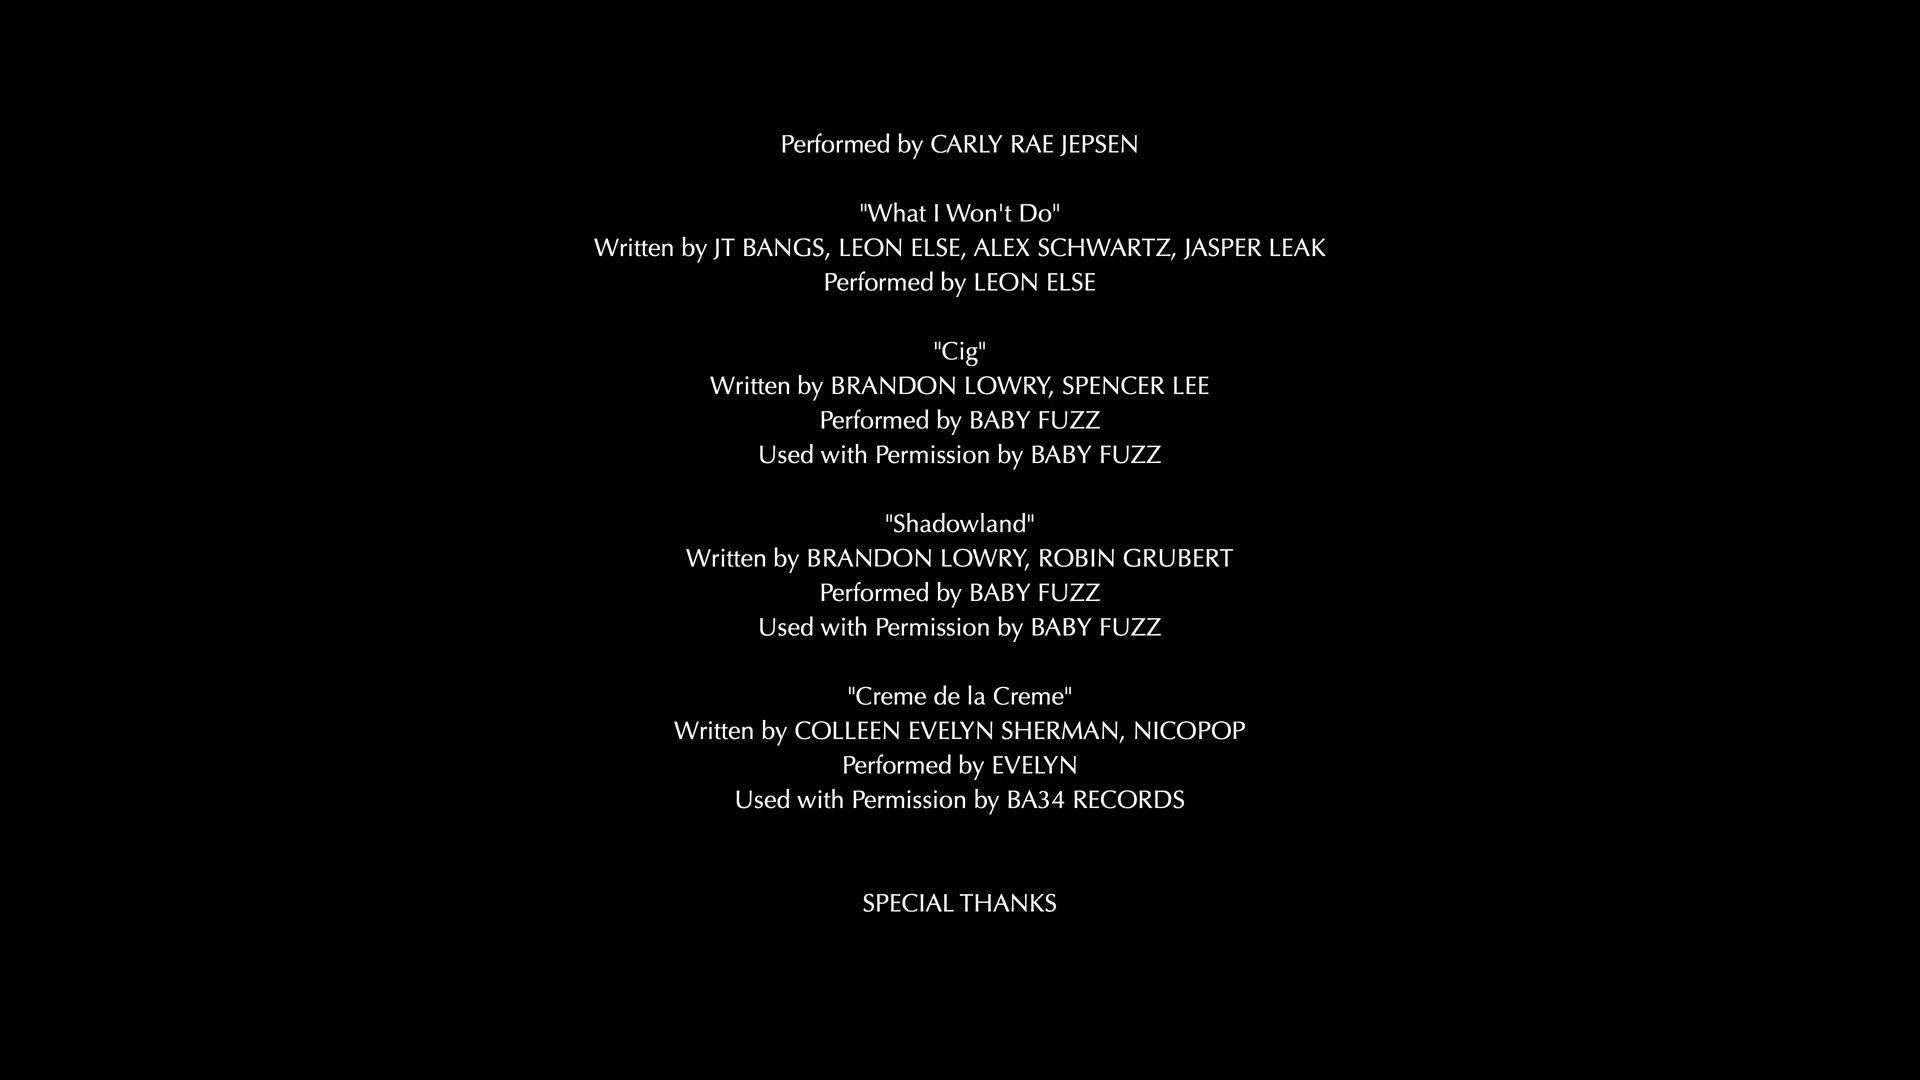 Performed by CARLY RAE JEPSEN
"What I Won't Do"
Written by JT BANGS, LEON ELSE, ALEX SCHWARTZ, JASPER LEAK
Performed by LEON ELSE
"Cig"
Written by BRANDON LOWRY, SPENCER LEE
Performed by BABY FUZZ
Used with Permission by BABY FUZZ
"Shadowland"
Written by BRANDON LOWRY, ROBIN GRUBERT
Performed by BABY FUZZ
Used with Permission by BABY FUZZ
"Creme de la Creme"
Written by COLLEEN EVELYN SHERMAN, NICOPOP
Performed by EVELYN
Used with Permission by BA34 RECORDS
SPECIAL THANKS